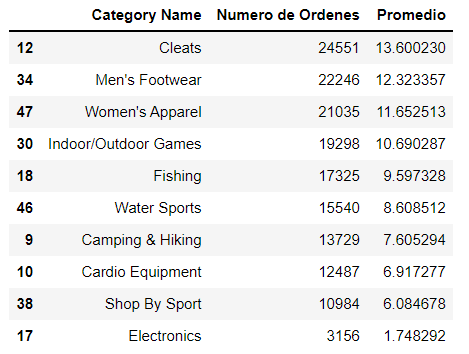 Category Name Numero de Ordenes Promedio
12 Cleats 24551 13.600230
34 Men's Footwear 22246 12.323357
47 Women's Apparel 21035 11.652513
30 Indoor/Outdoor Games 19298 10.690287
18 Fishing 17325 9.597328
46 Water Sports 15540 8.608512
9 Camping & Hiking 13729 7.605294
10 Cardio Equipment 12487 6.917277
38 Shop By Sport 10984 6.084678
17 Electronics 3156 1.748292